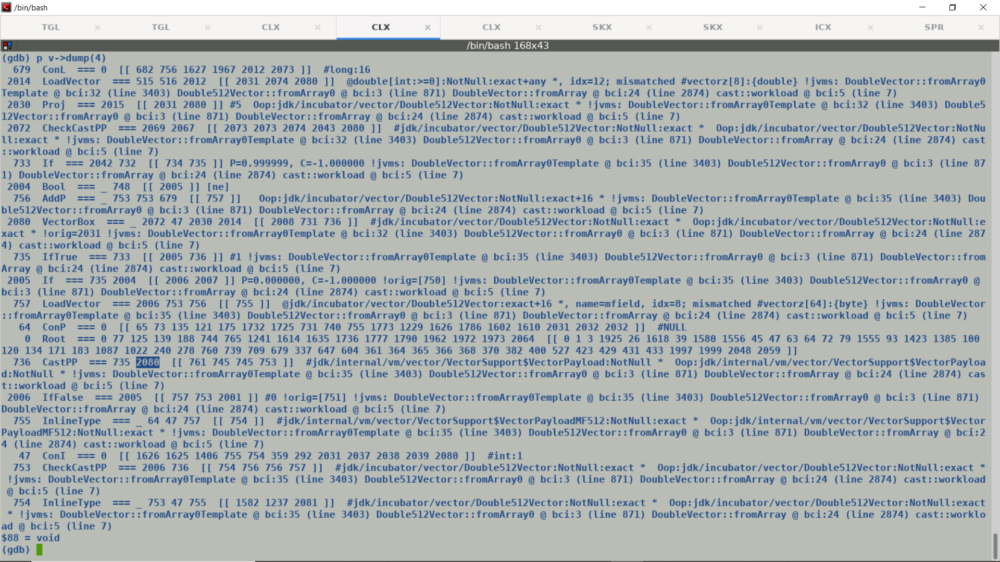 /bin/bash
TGL × TGL × CLX × CLX × CLX × SKX × SKX × ICX × SPR ×
/bin/bash 168x43
(gdb) p v->dump(4)
  679  ConL  === 0  [[ 682 756 1627 1967 2012 2073 ]]  #long:16
 2014  LoadVector  === 515 516 2012  [[ 2031 2074 2080 ]]  @double[int:>=0]:NotNull:exact+any *, idx=12; mismatched #vectorz[8]:{double} !jvms: DoubleVector::fromArray0
Template @ bci:32 (line 3403) Double512Vector::fromArray0 @ bci:3 (line 871) DoubleVector::fromArray @ bci:24 (line 2874) cast::workload @ bci:5 (line 7)
 2030  Proj  === 2015  [[ 2031 2080 ]] #5  Oop:jdk/incubator/vector/Double512Vector:NotNull:exact * !jvms: DoubleVector::fromArray0Template @ bci:32 (line 3403) Double5
12Vector::fromArray0 @ bci:3 (line 871) DoubleVector::fromArray @ bci:24 (line 2874) cast::workload @ bci:5 (line 7)
 2072  CheckCastPP  === 2069 2067  [[ 2073 2073 2074 2043 2080 ]]  #jdk/incubator/vector/Double512Vector:NotNull:exact *  Oop:jdk/incubator/vector/Double512Vector:NotNu
ll:exact * !jvms: DoubleVector::fromArray0Template @ bci:32 (line 3403) Double512Vector::fromArray0 @ bci:3 (line 871) DoubleVector::fromArray @ bci:24 (line 2874) cast
::workload @ bci:5 (line 7)
  733  If  === 2042 732  [[ 734 735 ]] P=0.999999, C=-1.000000 !jvms: DoubleVector::fromArray0Template @ bci:35 (line 3403) Double512Vector::fromArray0 @ bci:3 (line 87
1) DoubleVector::fromArray @ bci:24 (line 2874) cast::workload @ bci:5 (line 7)
 2004  Bool  === _ 748  [[ 2005 ]] [ne]
  756  AddP  === _ 753 753 679  [[ 757 ]]   Oop:jdk/incubator/vector/Double512Vector:NotNull:exact+16 * !jvms: DoubleVector::fromArray0Template @ bci:35 (line 3403) Dou
ble512Vector::fromArray0 @ bci:3 (line 871) DoubleVector::fromArray @ bci:24 (line 2874) cast::workload @ bci:5 (line 7)
 2080  VectorBox  === _ 2072 47 2030 2014  [[ 2008 731 736 ]]  #jdk/incubator/vector/Double512Vector:NotNull:exact *  Oop:jdk/incubator/vector/Double512Vector:NotNull:e
xact * !orig=2031 !jvms: DoubleVector::fromArray0Template @ bci:32 (line 3403) Double512Vector::fromArray0 @ bci:3 (line 871) DoubleVector::fromArray @ bci:24 (line 287
4) cast::workload @ bci:5 (line 7)
  735  IfTrue  === 733  [[ 2005 736 ]] #1 !jvms: DoubleVector::fromArray0Template @ bci:35 (line 3403) Double512Vector::fromArray0 @ bci:3 (line 871) DoubleVector::from
Array @ bci:24 (line 2874) cast::workload @ bci:5 (line 7)
 2005  If  === 735 2004  [[ 2006 2007 ]] P=0.000000, C=-1.000000 !orig=[750] !jvms: DoubleVector::fromArray0Template @ bci:35 (line 3403) Double512Vector::fromArray0 @
bci:3 (line 871) DoubleVector::fromArray @ bci:24 (line 2874) cast::workload @ bci:5 (line 7)
  757  LoadVector  === 2006 753 756  [[ 755 ]]  @jdk/incubator/vector/Double512Vector:exact+16 *, name=mfield, idx=8; mismatched #vectorz[64]:{byte} !jvms: DoubleVector
::fromArray0Template @ bci:35 (line 3403) Double512Vector::fromArray0 @ bci:3 (line 871) DoubleVector::fromArray @ bci:24 (line 2874) cast::workload @ bci:5 (line 7)
   64  ConP  === 0  [[ 65 73 135 121 175 1732 1725 731 740 755 1773 1229 1626 1786 1602 1610 2031 2032 2032 ]]  #NULL
    0  Root  === 0 77 125 139 188 744 765 1241 1614 1635 1736 1777 1790 1962 1972 1973 2064  [[ 0 1 3 1925 26 1618 39 1580 1556 45 47 63 64 72 79 1555 93 1423 1385 100
120 134 171 183 1087 1022 240 278 760 739 709 679 337 647 604 361 364 365 366 368 370 382 400 527 423 429 431 433 1997 1999 2048 2059 ]]
  736  CastPP  === 735 2080  [[ 761 745 745 753 ]]  #jdk/internal/vm/vector/VectorSupport$VectorPayload:NotNull *  Oop:jdk/internal/vm/vector/VectorSupport$VectorPayloa
d:NotNull * !jvms: DoubleVector::fromArray0Template @ bci:35 (line 3403) Double512Vector::fromArray0 @ bci:3 (line 871) DoubleVector::fromArray @ bci:24 (line 2874) cas
t::workload @ bci:5 (line 7)
 2006  IfFalse  === 2005  [[ 757 753 2001 ]] #0 !orig=[751] !jvms: DoubleVector::fromArray0Template @ bci:35 (line 3403) Double512Vector::fromArray0 @ bci:3 (line 871)
DoubleVector::fromArray @ bci:24 (line 2874) cast::workload @ bci:5 (line 7)
  755  InlineType  === _ 64 47 757  [[ 754 ]]  #jdk/internal/vm/vector/VectorSupport$VectorPayloadMF512:NotNull:exact *  Oop:jdk/internal/vm/vector/VectorSupport$Vector
PayloadMF512:NotNull:exact * !jvms: DoubleVector::fromArray0Template @ bci:35 (line 3403) Double512Vector::fromArray0 @ bci:3 (line 871) DoubleVector::fromArray @ bci:2
4 (line 2874) cast::workload @ bci:5 (line 7)
   47  ConI  === 0  [[ 1626 1625 1406 755 754 359 292 2031 2037 2038 2039 2080 ]]  #int:1
  753  CheckCastPP  === 2006 736  [[ 754 756 756 757 ]]  #jdk/incubator/vector/Double512Vector:NotNull:exact *  Oop:jdk/incubator/vector/Double512Vector:NotNull:exact *
 !jvms: DoubleVector::fromArray0Template @ bci:35 (line 3403) Double512Vector::fromArray0 @ bci:3 (line 871) DoubleVector::fromArray @ bci:24 (line 2874) cast::workload
 @ bci:5 (line 7)
  754  InlineType  === _ 753 47 755  [[ 1582 1237 2081 ]]  #jdk/incubator/vector/Double512Vector:NotNull:exact *  Oop:jdk/incubator/vector/Double512Vector:NotNull:exact
 * !jvms: DoubleVector::fromArray0Template @ bci:35 (line 3403) Double512Vector::fromArray0 @ bci:3 (line 871) DoubleVector::fromArray @ bci:24 (line 2874) cast::worklo
ad @ bci:5 (line 7)
$88 = void
(gdb)